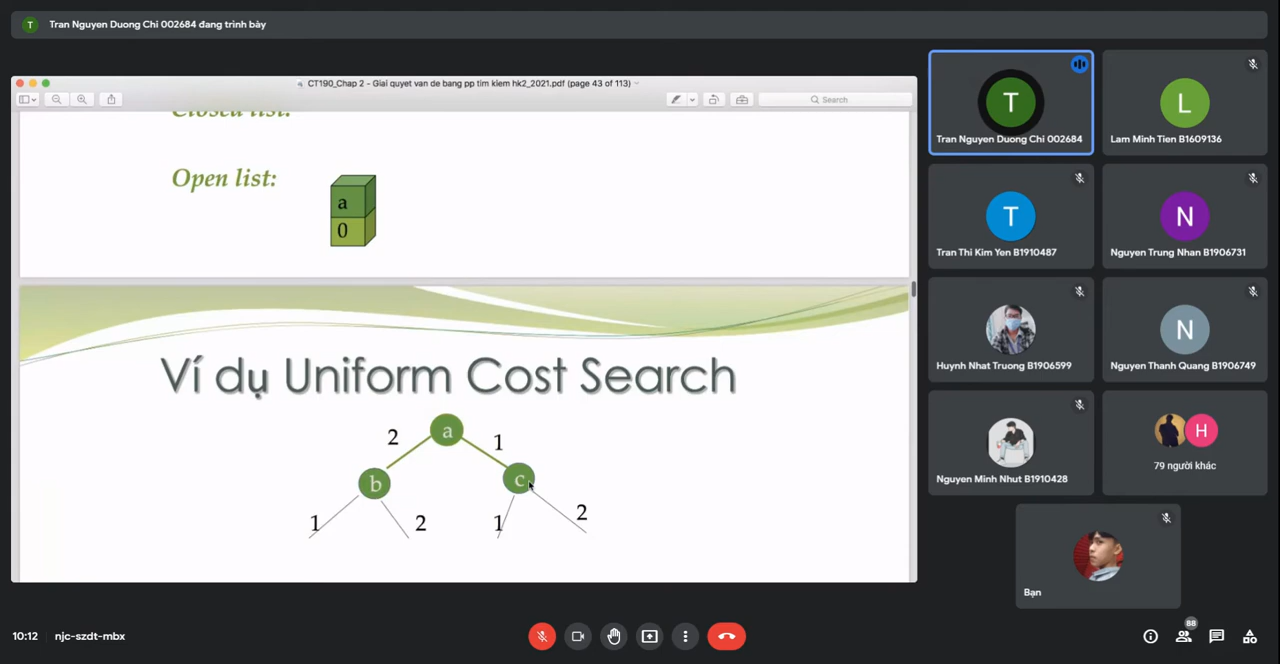 T
Tran Nguyen Duong Chi 002684 đang trình bày
CT190_Chap 2 - Giai quyet van de bang pp tim kiem hk2_2021.pdf (page 43 of 113)
Search
Closed list:
Open list:
a
0
Ví dụ Uniform Cost Search
a
2
1
b
c
1
2
1
2
T
Tran Nguyen Duong Chi 002684
L
Lam Minh Tien B1609136
T
Tran Thi Kim Yen B1910487
N
Nguyen Trung Nhan B1906731
Huynh Nhat Truong B1906599
N
Nguyen Thanh Quang B1906749
Nguyen Minh Nhut B1910428
H
79 người khác
Bạn
10:12
njc-szdt-mbx
88